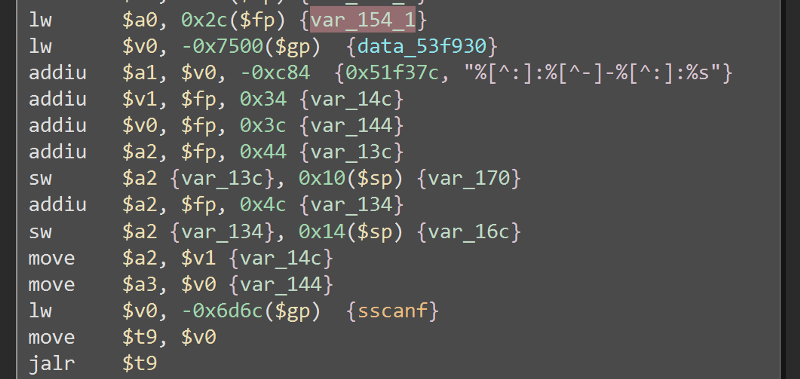 lw $a0, 0x2c($fp) {var_154_1}
lw $v0, -0x7500($gp) {data_53f930}
addiu $a1, $v0, -0xc84 {0x51f37c, "%[^:]:%[^-]-%[^:]:%s"}
addiu $v1, $fp, 0x34 {var_14c}
addiu $v0, $fp, 0x3c {var_144}
addiu $a2, $fp, 0x44 {var_13c}
sw $a2 {var_13c}, 0x10($sp) {var_170}
addiu $a2, $fp, 0x4c {var_134}
sw $a2 {var_134}, 0x14($sp) {var_16c}
move $a2, $v1 {var_14c}
move $a3, $v0 {var_144}
lw $v0, -0x6d6c($gp) {sscanf}
move $t9, $v0
jalr $t9